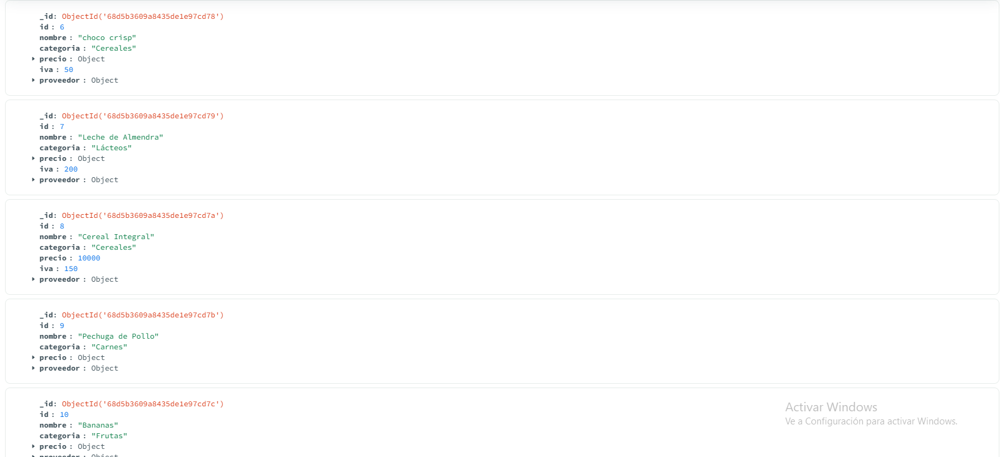 _id: ObjectId('68d5b3609a8435de1e97cd78')
id : 6
nombre : "choco crisp"
categoria : "Cereales"
precio : Object
iva : 50
proveedor : Object
_id: ObjectId('68d5b3609a8435de1e97cd79')
id : 7
nombre : "Leche de Almendra"
categoria : "Lácteos"
precio : Object
iva : 200
proveedor : Object
_id: ObjectId('68d5b3609a8435de1e97cd7a')
id : 8
nombre : "Cereal Integral"
categoria : "Cereales"
precio : 10000
iva : 150
proveedor : Object
_id: ObjectId('68d5b3609a8435de1e97cd7b')
id : 9
nombre : "Pechuga de Pollo"
categoria : "Carnes"
precio : Object
proveedor : Object
_id: ObjectId('68d5b3609a8435de1e97cd7c')
id : 10
nombre : "Bananas"
categoria : "Frutas"
precio : Object
proveedor : Object
Activar Windows
Ve a Configuración para activar Windows.